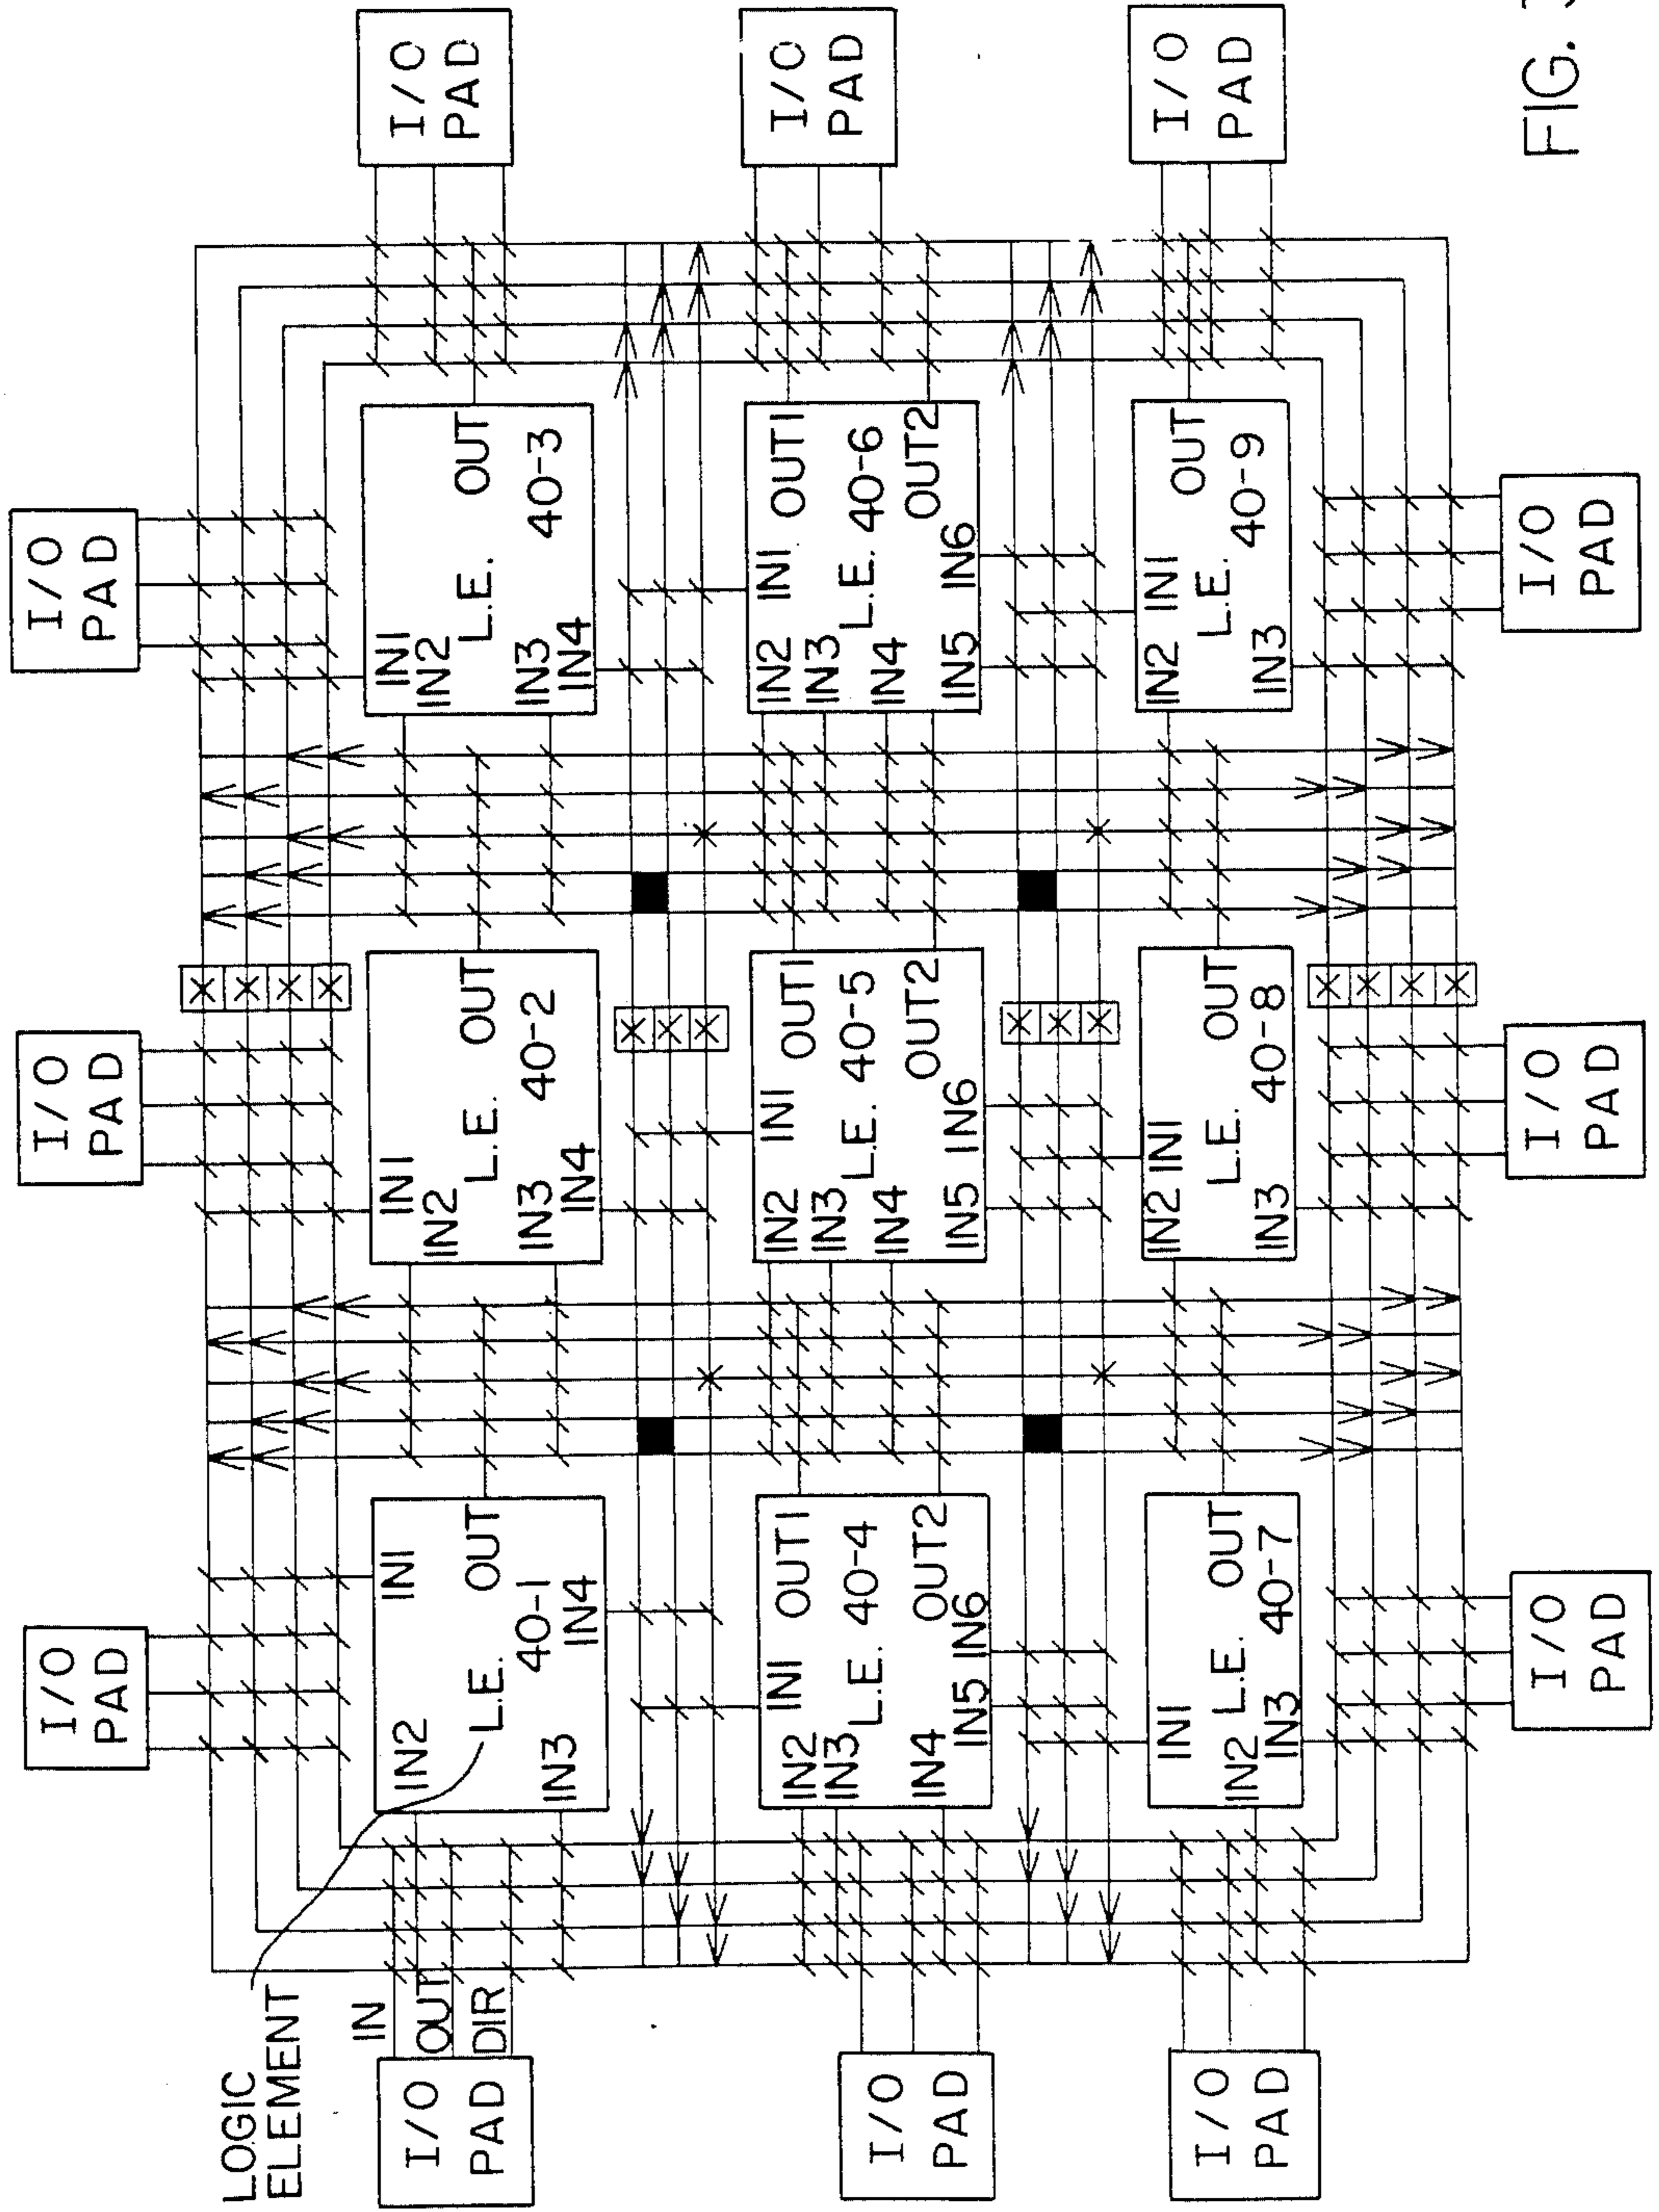 I/O
PAD
I/O
PAD
I/O
PAD
LOGIC
ELEMENT
IN
OUT
DIR
I/O
PAD
IN2 IN1
L.E. OUT
40-1
IN3 IN4
IN1
IN2
L.E. OUT
40-2
IN3
IN4
IN1
IN2
L.E. OUT
40-3
IN3
IN4
I/O
PAD
I/O
PAD
IN1 OUT1
IN2
IN3
L.E. 40-4
IN4 OUT2
IN5 IN6
IN1 OUT1
IN2
IN3
L.E. 40-5
IN4 OUT2
IN5 IN6
IN1 OUT1
IN2
IN3
L.E. 40-6
IN4 OUT2
IN5 IN6
I/O
PAD
I/O
PAD
IN1
L.E. OUT
IN2 40-7
IN3
IN2 IN1
L.E. OUT
40-8
IN3
IN2 IN1 OUT
L.E. 40-9
IN3
I/O
PAD
I/O
PAD
I/O
PAD
I/O
PAD
FIG.